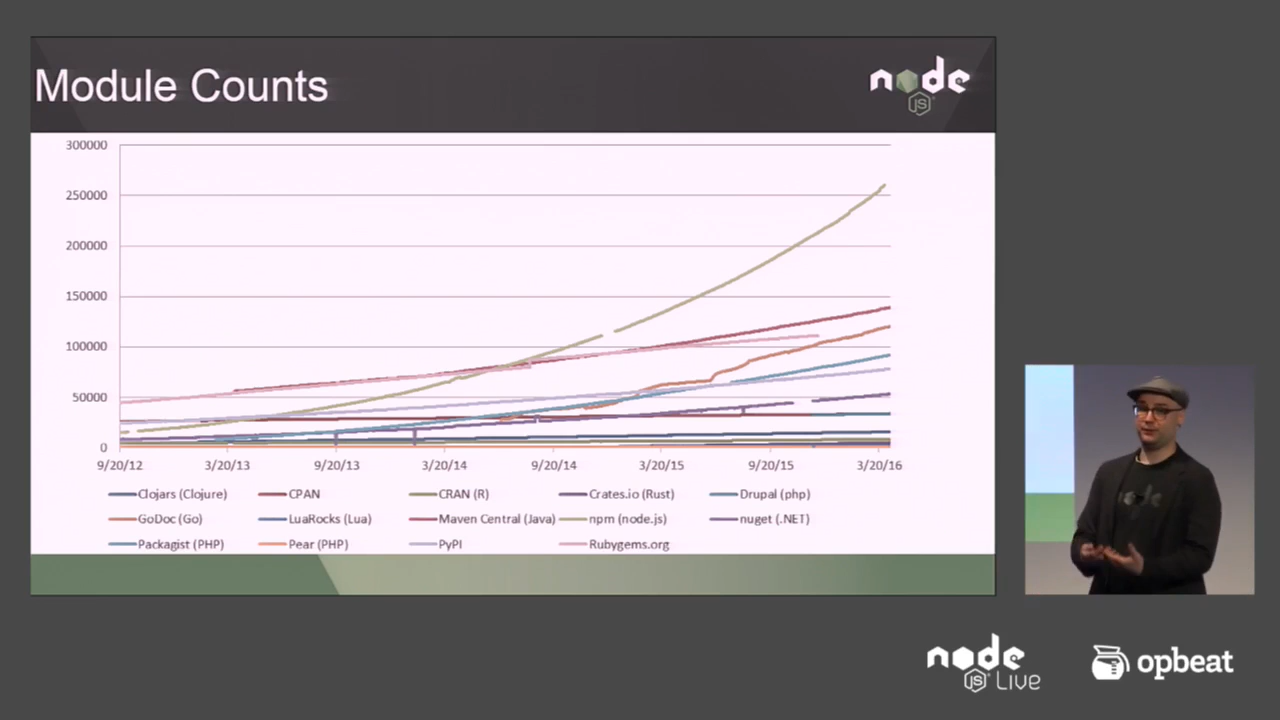 Module Counts
node
JS
300000
250000
200000
150000
100000
50000
0
9/20/12 3/20/13 9/20/13 3/20/14 9/20/14 3/20/15 9/20/15 3/20/16
Clojars (Clojure) CPAN CRAN (R) Crates.io (Rust) Drupal (php)
GoDoc (Go) LuaRocks (Lua) Maven Central (Java) npm (node.js) nuget (.NET)
Packagist (PHP) Pear (PHP) PyPI Rubygems.org
node
node
JS Live
opbeat